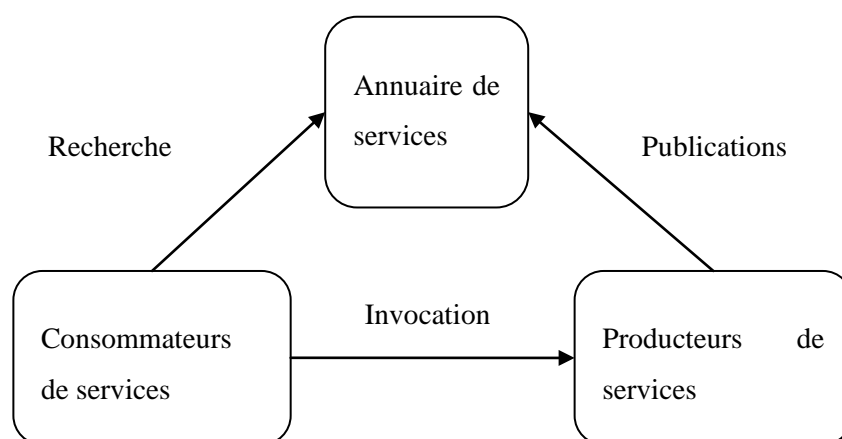 Annuaire de
services
Recherche
Publications
Invocation
Consommateurs
de services
Producteurs de
services